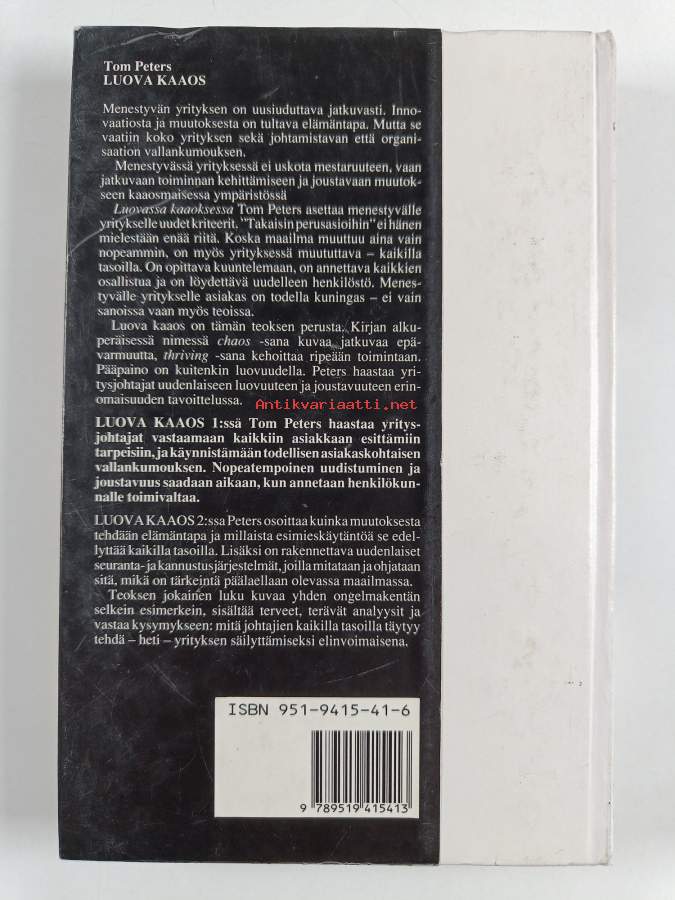 Tom Peters
LUOVA KAAOS
Menestyvän yrityksen on uusiuduttava jatkuvasti. Inno-
vaatiosta ja muutoksesta on tultava elämäntapa. Mutta se
vaatiin koko yrityksen sekä johtamistavan että organi-
saation vallankumouksen.
Menestyvässä yrityksessä ei uskota mestaruuteen, vaan
jatkuvaan toiminnan kehittämiseen ja joustavaan muutok-
seen kaaosmaisessa ympäristössä
Luovassa kaaoksessa Tom Peters asettaa menestyvälle
yritykselle uudet kriteerit. "Takaisin perusasioihin" ei hänen
mielestään enää riitä. Koska maailma muuttuu aina vain
nopeammin, on myös yrityksessä muututtava – kaikilla
tasoilla. On opittava kuuntelemaan, on annettava kaikkien
osallistua ja on löydettävä uudelleen henkilöstö. Menes-
tyvälle yritykselle asiakas on todella kuningas – ei vain
sanoissa vaan myös teoissa.
Luova kaaos on tämän teoksen perusta. Kirjan alku-
peräisessä nimessä chaos -sana kuvaa jatkuvaa epä-
varmuutta, thriving -sana kehoittaa ripeään toimintaan.
Pääpaino on kuitenkin luovuudella. Peters haastaa yri-
tysjohtajat uudenlaiseen luovuuteen ja joustavuuteen erin-
omaisuuden tavoittelussa.
Antikvariaatti.net
LUOVA KAAOS 1:ssä Tom Peters haastaa yritys-
johtajat vastaamaan kaikkiin asiakkaan esittämiin
tarpeisiin, ja käynnistämään todellisen asiakaskohtaisen
vallankumouksen. Nopeatempoinen uudistuminen ja
joustavuus saadaan aikaan, kun annetaan henkilökun-
nalle toimivaltaa.
LUOVA KAAOS 2:ssa Peters osoittaa kuinka muutoksesta
tehdään elämäntapa ja millaista esimieskäytäntöä se edel-
lyttää kaikilla tasoilla. Lisäksi on rakennettava uudenlaiset
seuranta- ja kannustusjärjestelmät, joilla mitataan ja ohjataan
sitä, mikä on tärkeintä päälaellaan olevassa maailmassa.
Teoksen jokainen luku kuvaa yhden ongelmakentän
selkein esimerkein, sisältää terveet, terävät analyysit ja
vastaa kysymykseen: mitä johtajien kaikilla tasoilla täytyy
tehdä – heti – yrityksen säilyttämiseksi elinvoimaisena.
ISBN 951-9415-41-6
9 789519 415413